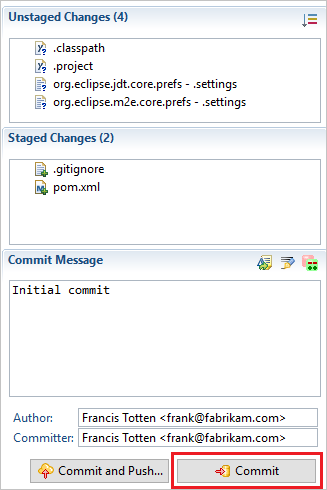 Unstaged Changes (4)
.classpath
.project
org.eclipse.jdt.core.prefs - .settings
org.eclipse.m2e.core.prefs - .settings
Staged Changes (2)
.gitignore
pom.xml
Commit Message
Initial commit
Author: Francis Totten <frank@fabrikam.com>
Committer: Francis Totten <frank@fabrikam.com>
Commit and Push... Commit